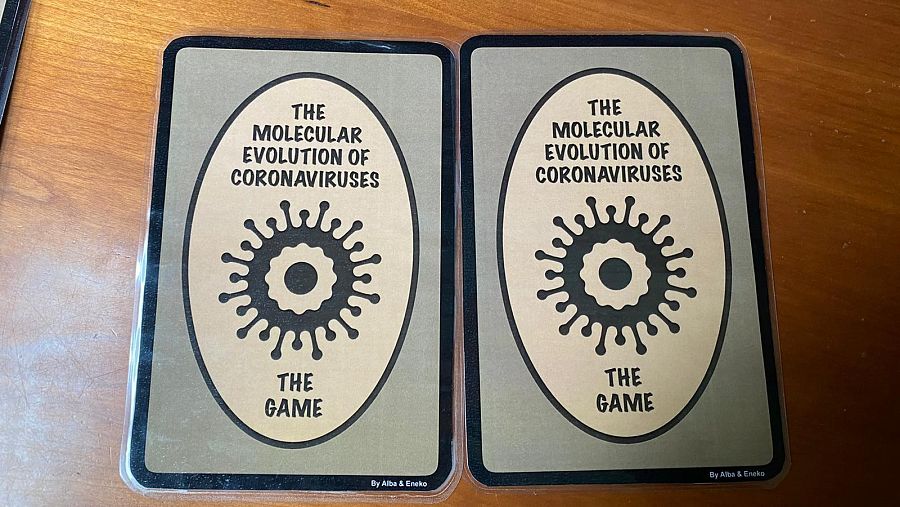 THE
MOLECULAR
EVOLUTION OF
CORONAVIRUSES
THE
GAME
By Alba & Eneko
THE
MOLECULAR
EVOLUTION OF
CORONAVIRUSES
THE
GAME
By Alba & Eneko